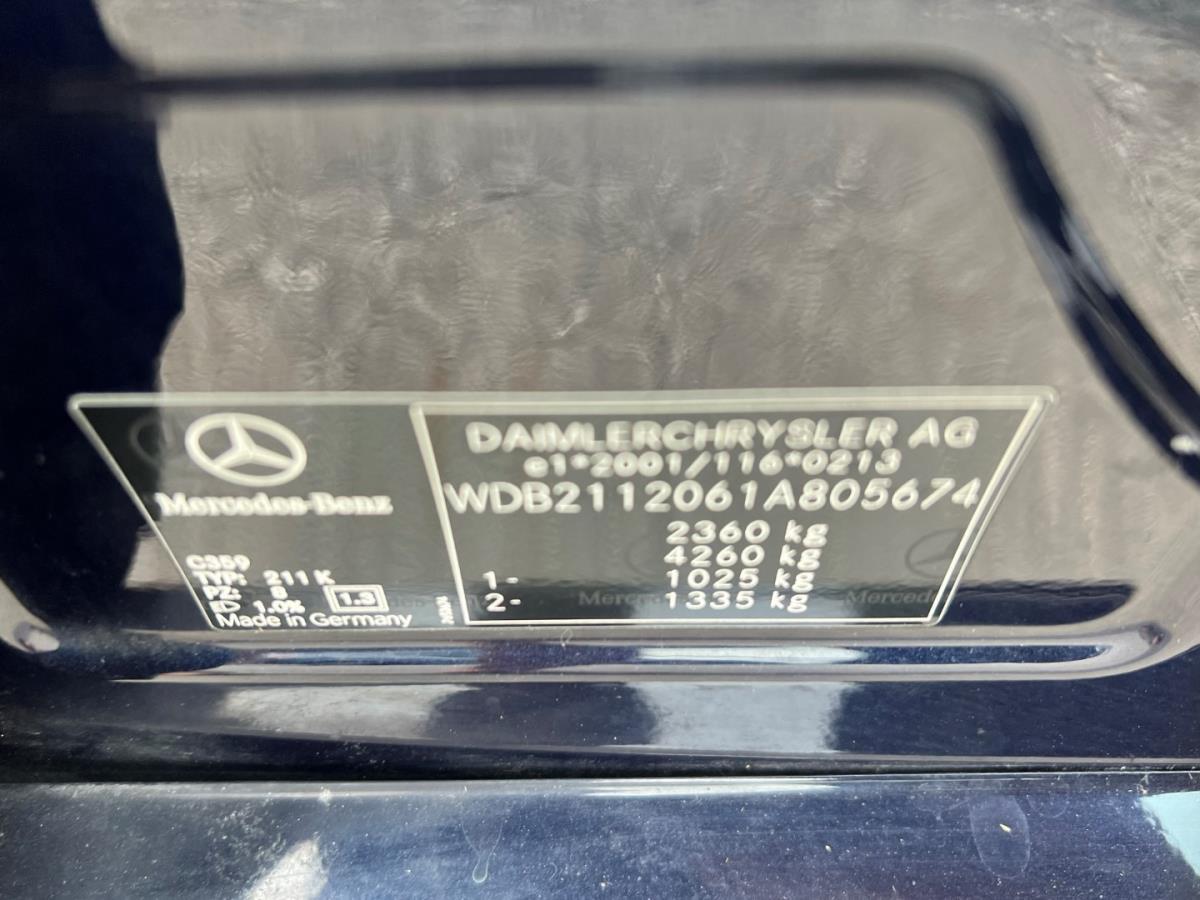 Mercedes-Benz
C359
TYP: 211 K
PZ: 8
1.0% 1.3
Made in Germany
DAIMLERCHRYSLER AG
e1*2001/116*0213
WDB2112061A805674
2360 kg
4260 kg
1- 1025 kg
2- 1335 kg